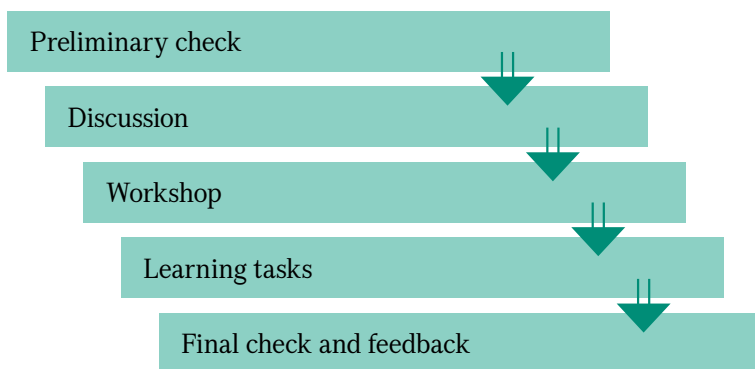 Preliminary check
Discussion
Workshop
Learning tasks
Final check and feedback